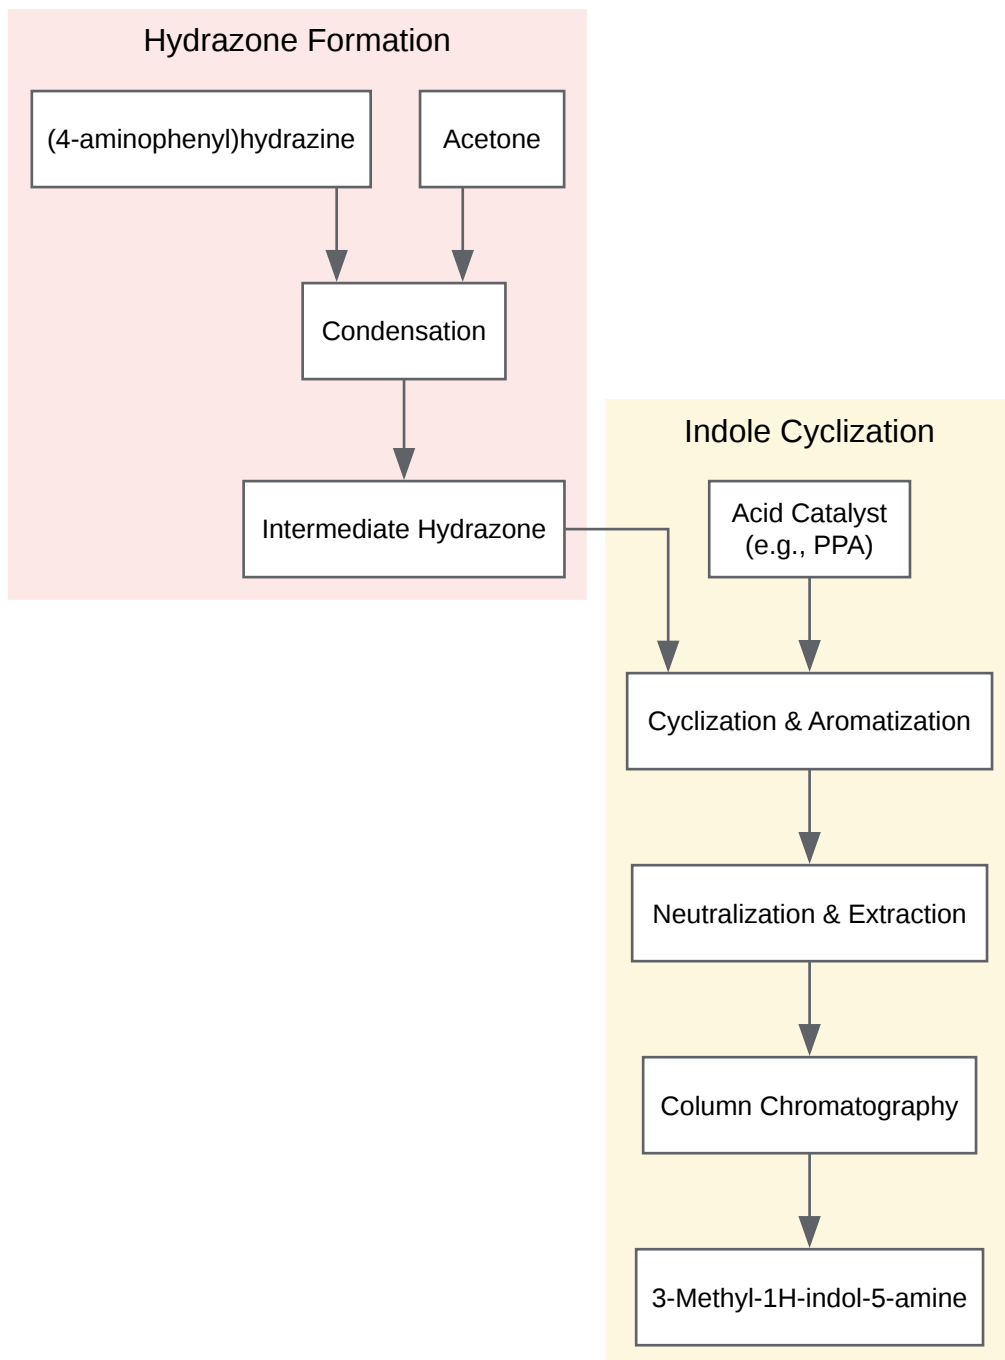 Hydrazone Formation
(4-aminophenyl)hydrazine
Acetone
Condensation
Intermediate Hydrazone
Indole Cyclization
Acid Catalyst
(e.g., PPA)
Cyclization & Aromatization
Neutralization & Extraction
Column Chromatography
3-Methyl-1H-indol-5-amine